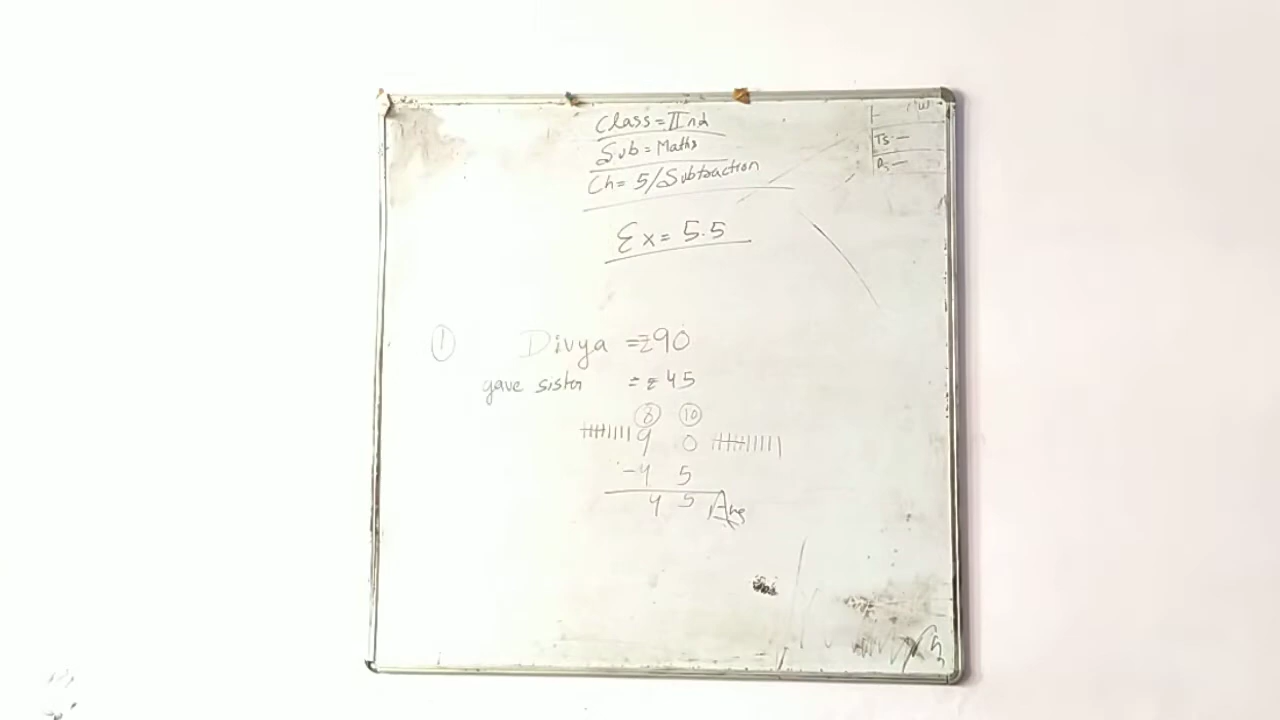 Class = IInd
Sub = Maths
Ch = 5/Subtraction
Ts -
Ex = 5.5
① Divya = ₹90
gave sister = ₹45
⑧ ⑩
9 0
- 4 5
4 5 Ans